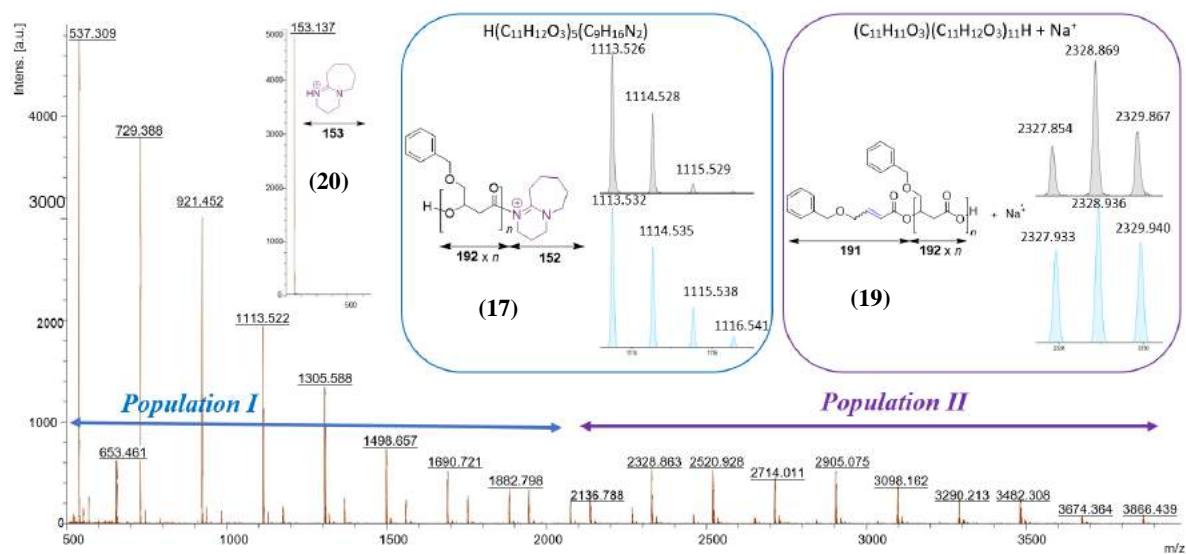 Intens. [a.u.]
537.309
4000
729.388
3000
921.452
2000
1113.522
1305.588
1000
653.461
1498.657
1690.721
1882.798
2136.788
2328.863
2520.928
2714.011
2905.075
3098.162
3290.213
3482.308
3674.364
3866.439
0
500
1000
1500
2000
2500
3000
3500
m/z
Population I
Population II
153.137
5000
4000
3000
2000
1000
0
500
HN
N
153
(20)
H(C11H12O3)5(C9H16N2)
1113.526
1114.528
1115.529
1113.532
1114.535
1115.538
1116.541
O
O
H
O
n
N
N
192 x n
152
(17)
(C11H11O3)(C11H12O3)11H + Na+
2328.869
2327.854
2329.867
2328.936
2327.933
2329.940
O
O
O
O
O
O
H
n
+ Na+
191
192 x n
(19)